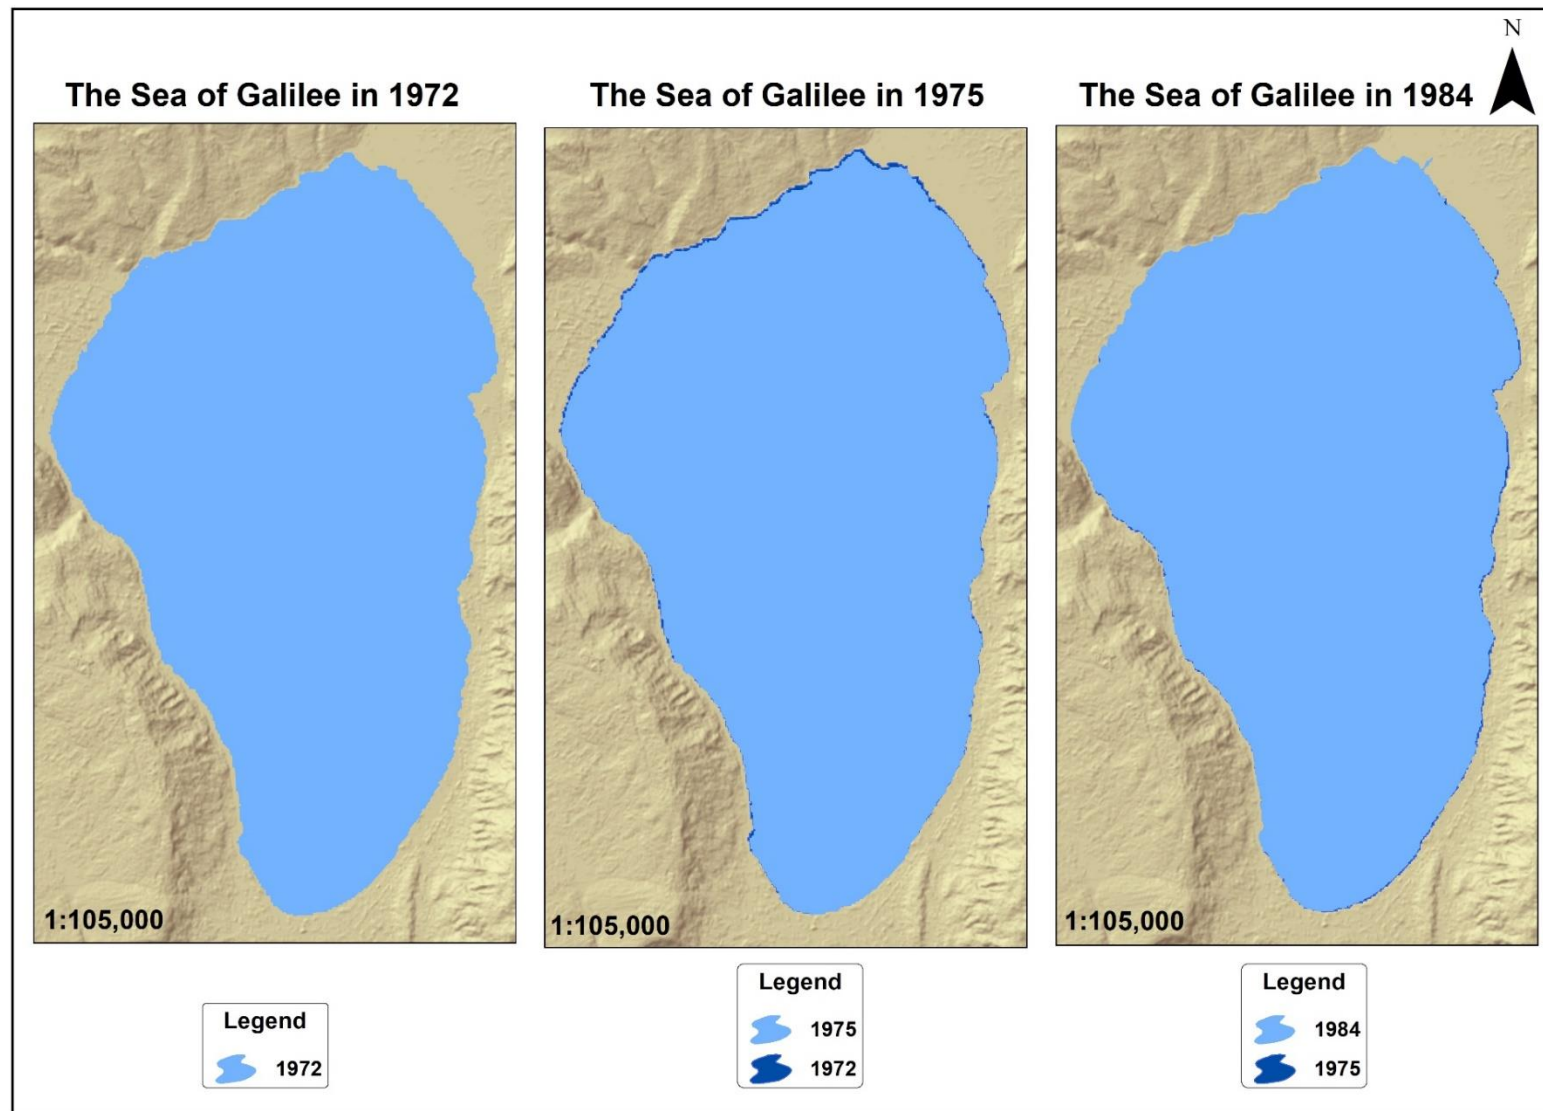 N
The Sea of Galilee in 1972
The Sea of Galilee in 1975
The Sea of Galilee in 1984
1:105,000
1:105,000
1:105,000
Legend
1972
Legend
1975
1972
Legend
1984
1975